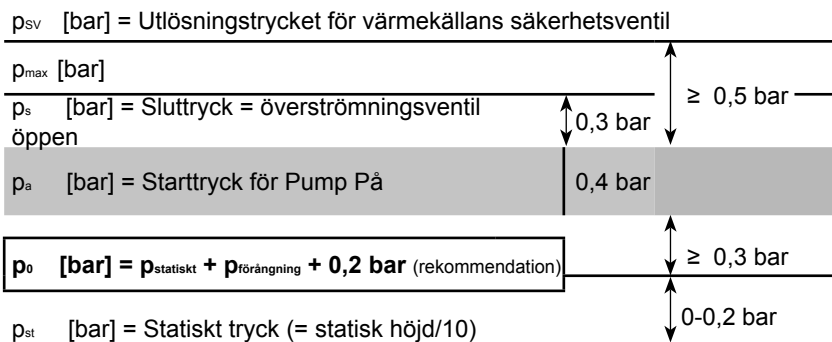 pSV [bar] = Utlösningstrycket för värmekällans säkerhetsventil
pmax [bar]
≥ 0,5 bar
ps [bar] = Sluttryck = överströmningsventil
öppen
0,3 bar
pa [bar] = Starttryck för Pump På
0,4 bar
p0 [bar] = pstatiskt + pförångning + 0,2 bar (rekommendation)
≥ 0,3 bar
pst [bar] = Statiskt tryck (= statisk höjd/10)
0-0,2 bar